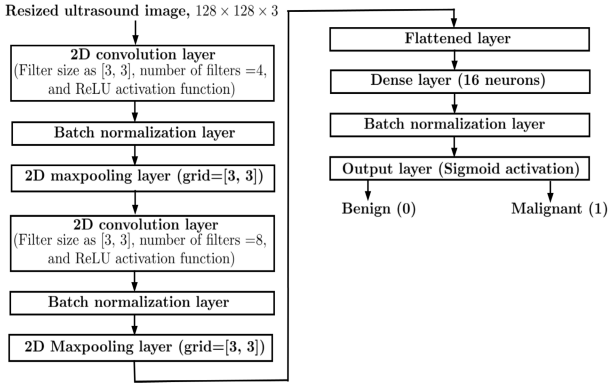 Resized ultrasound image, 128 × 128 × 3
2D convolution layer
(Filter size as [3, 3], number of filters =4,
and ReLU activation function)
Batch normalization layer
2D maxpooling layer (grid=[3, 3])
2D convolution layer
(Filter size as [3, 3], number of filters =8,
and ReLU activation function)
Batch normalization layer
2D Maxpooling layer (grid=[3, 3])
Flattened layer
Dense layer (16 neurons)
Batch normalization layer
Output layer (Sigmoid activation)
Benign (0)
Malignant (1)